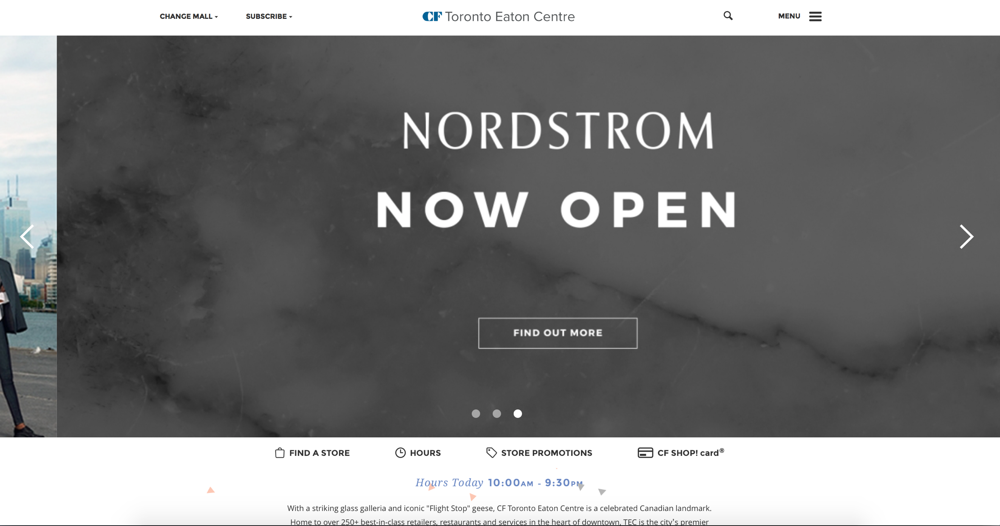 CHANGE MALL
SUBSCRIBE
CF Toronto Eaton Centre
MENU
NORDSTROM
NOW OPEN
FIND OUT MORE
FIND A STORE
HOURS
STORE PROMOTIONS
CF SHOP! card®
Hours Today 10:00AM - 9:30PM
With a striking glass galleria and iconic "Flight Stop" geese, CF Toronto Eaton Centre is a celebrated Canadian landmark.
Home to over 250+ best-in-class retailers, restaurants and services in the heart of downtown, TEC is the city's premier